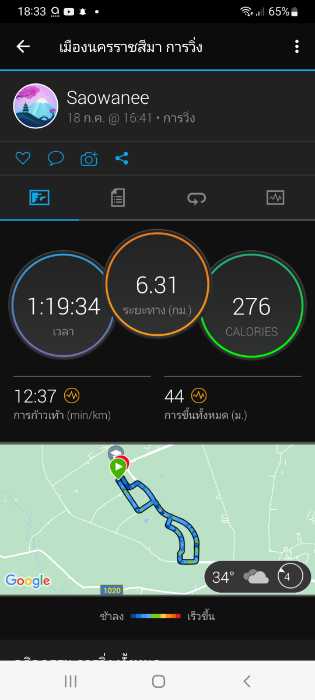 18:33
65%
เมืองนครราชสีมา การวิ่ง
Saowanee
18 ก.ค. @ 16:41 • การวิ่ง
1:19:34
เวลา
6.31
ระยะทาง (กม.)
276
CALORIES
12:37
การก้าวเท้า (min/km)
44
การขึ้นทั้งหมด (ม.)
Google
1020
34°
4
ช้าลง
เร็วขึ้น